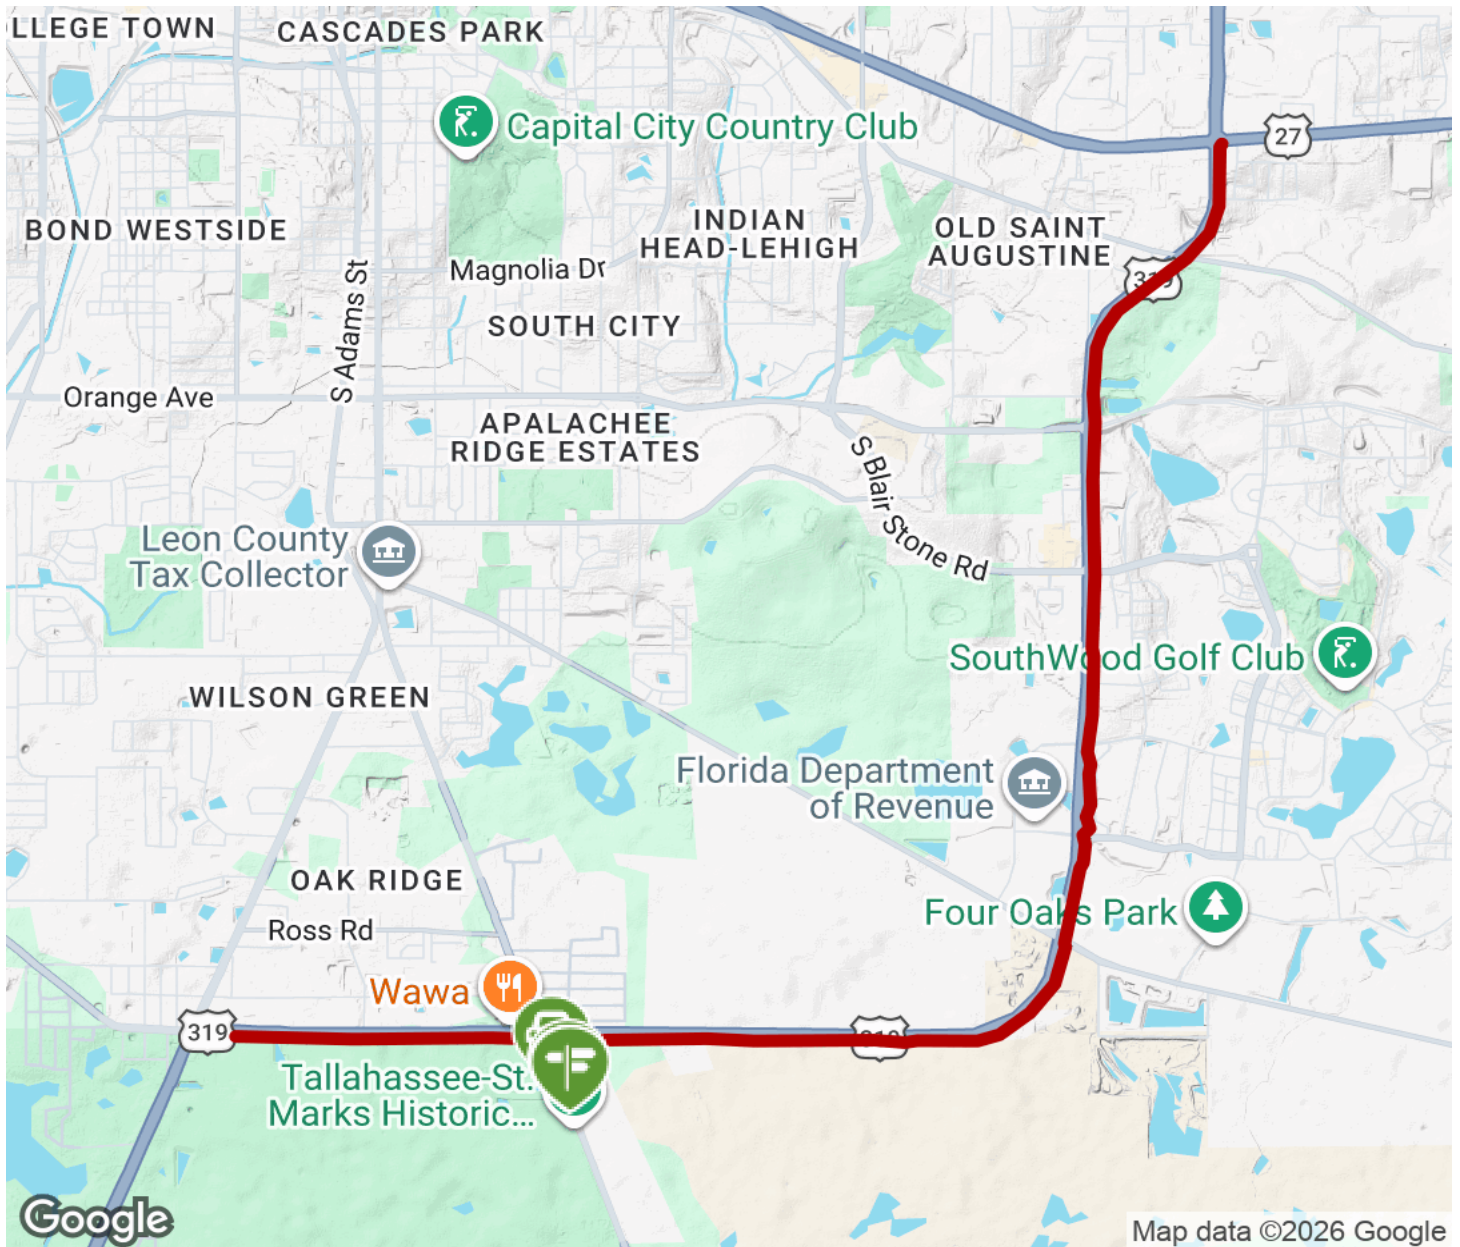 LLEGE TOWN
CASCADES PARK
Capital City Country Club
27
BOND WESTSIDE
INDIAN
HEAD-LEHIGH
OLD SAINT
AUGUSTINE
Magnolia Dr
SOUTH CITY
S Adams St
Orange Ave
APALACHEE
RIDGE ESTATES
S Blair Stone Rd
Leon County
Tax Collector
SouthWood Golf Club
WILSON GREEN
Florida Department
of Revenue
OAK RIDGE
Four Oaks Park
Ross Rd
Wawa
319
Tallahassee-St.
Marks Historic...
Google
Map data ©2026 Google